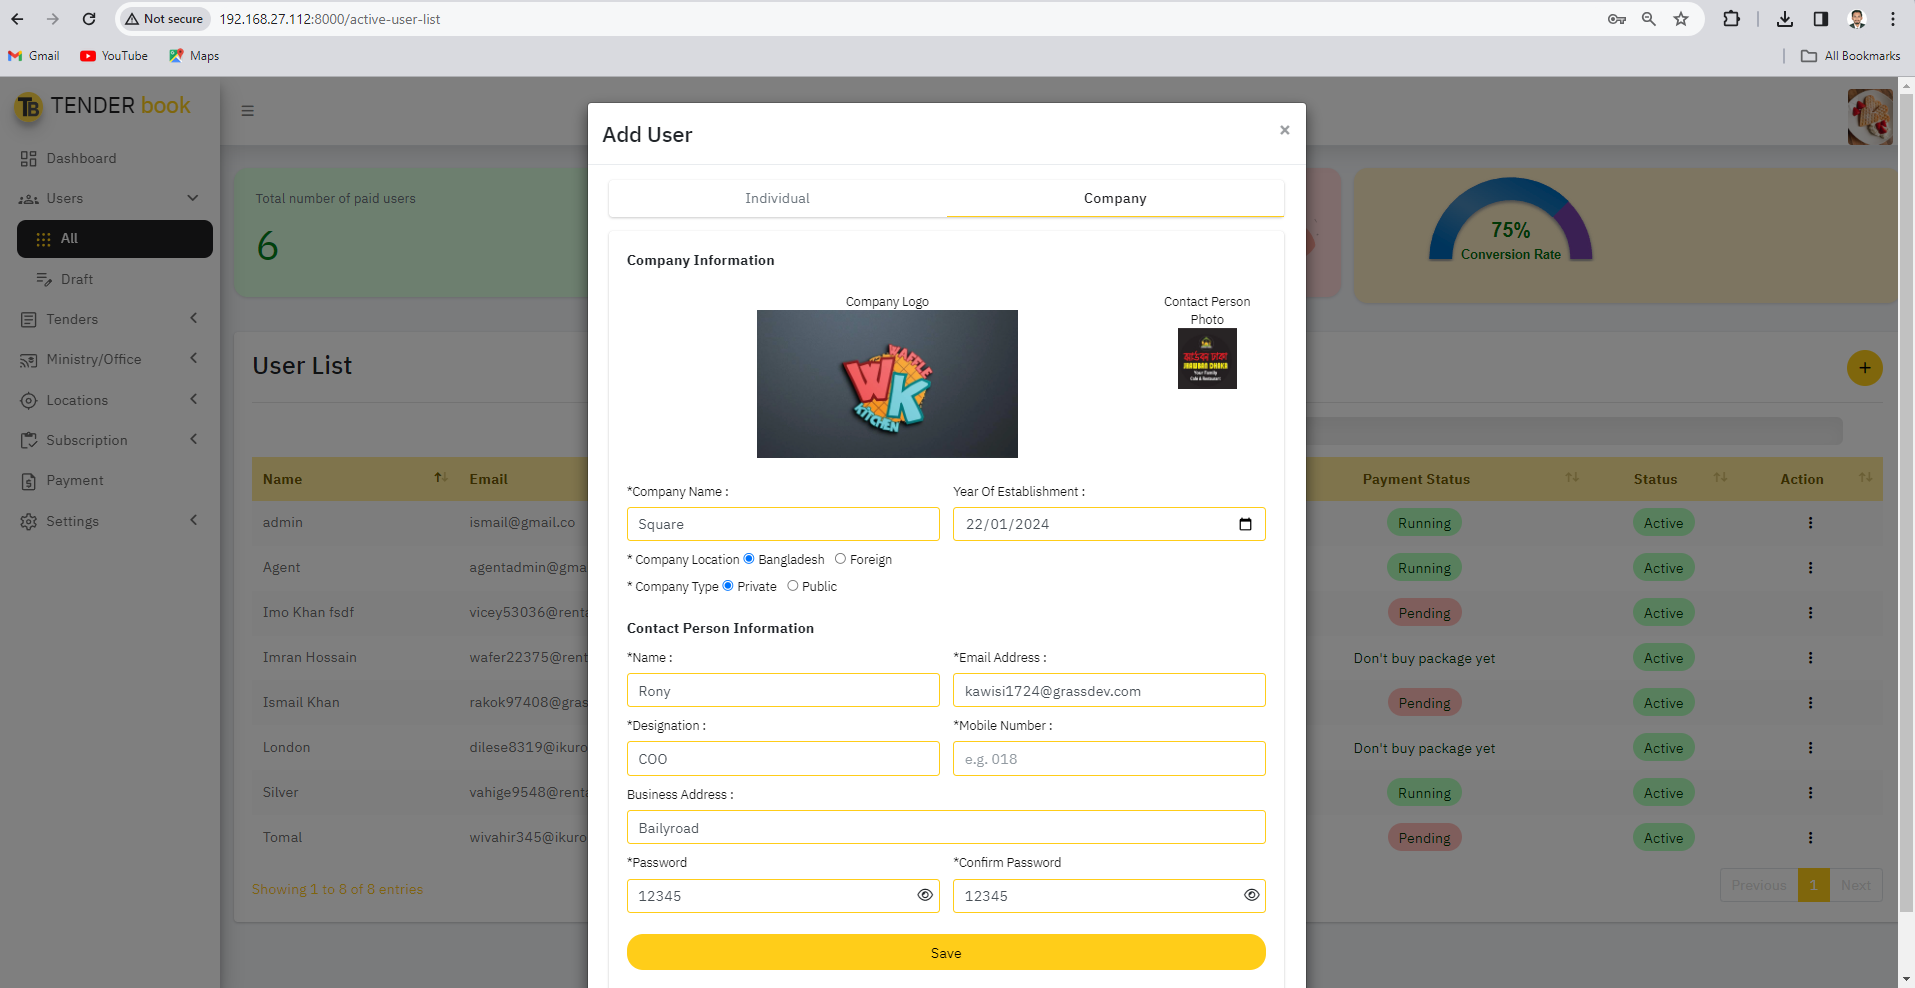 Not secure
192.168.27.112:8000/active-user-list
Gmail
YouTube
Maps
All Bookmarks
TB
TENDER book
Dashboard
Users
All
Draft
Tenders
Ministry/Office
Locations
Subscription
Payment
Settings
Total number of paid users
6
75%
Conversion Rate
User List
+
Name
Email
Payment Status
Status
Action
admin
ismail@gmail.co
Running
Active
Agent
agentadmin@gma
Running
Active
Imo Khan fsdf
vicey53036@renta
Pending
Active
Imran Hossain
wafer22375@rent
Don't buy package yet
Active
Ismail Khan
rakok97408@gras
Pending
Active
London
dilese8319@ikuro
Don't buy package yet
Active
Silver
vahige9548@renta
Running
Active
Tomal
wivahir345@ikuro
Pending
Active
Showing 1 to 8 of 8 entries
Previous
1
Next
Add User
×
Individual
Company
Company Information
Company Logo
WAFFLE
WK
KITCHEN
Contact Person
Photo
Your Family
Cafe & Restaurant
*Company Name :
Year Of Establishment :
Square
22/01/2024
* Company Location Bangladesh Foreign
* Company Type Private Public
Contact Person Information
*Name :
*Email Address :
Rony
kawisi1724@grassdev.com
*Designation :
*Mobile Number :
COO
e.g. 018
Business Address :
Bailyroad
*Password
*Confirm Password
12345
12345
Save